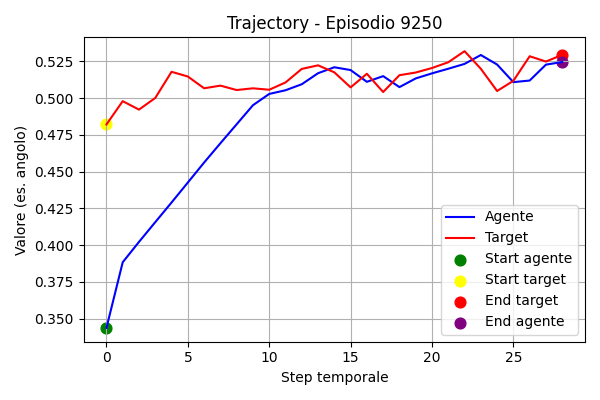 Trajectory - Episodio 9250
Valore (es. angolo)
0.525
0.500
0.475
0.450
0.425
0.400
0.375
0.350
0 5 10 15 20 25
Step temporale
Agente
Target
Start agente
Start target
End target
End agente